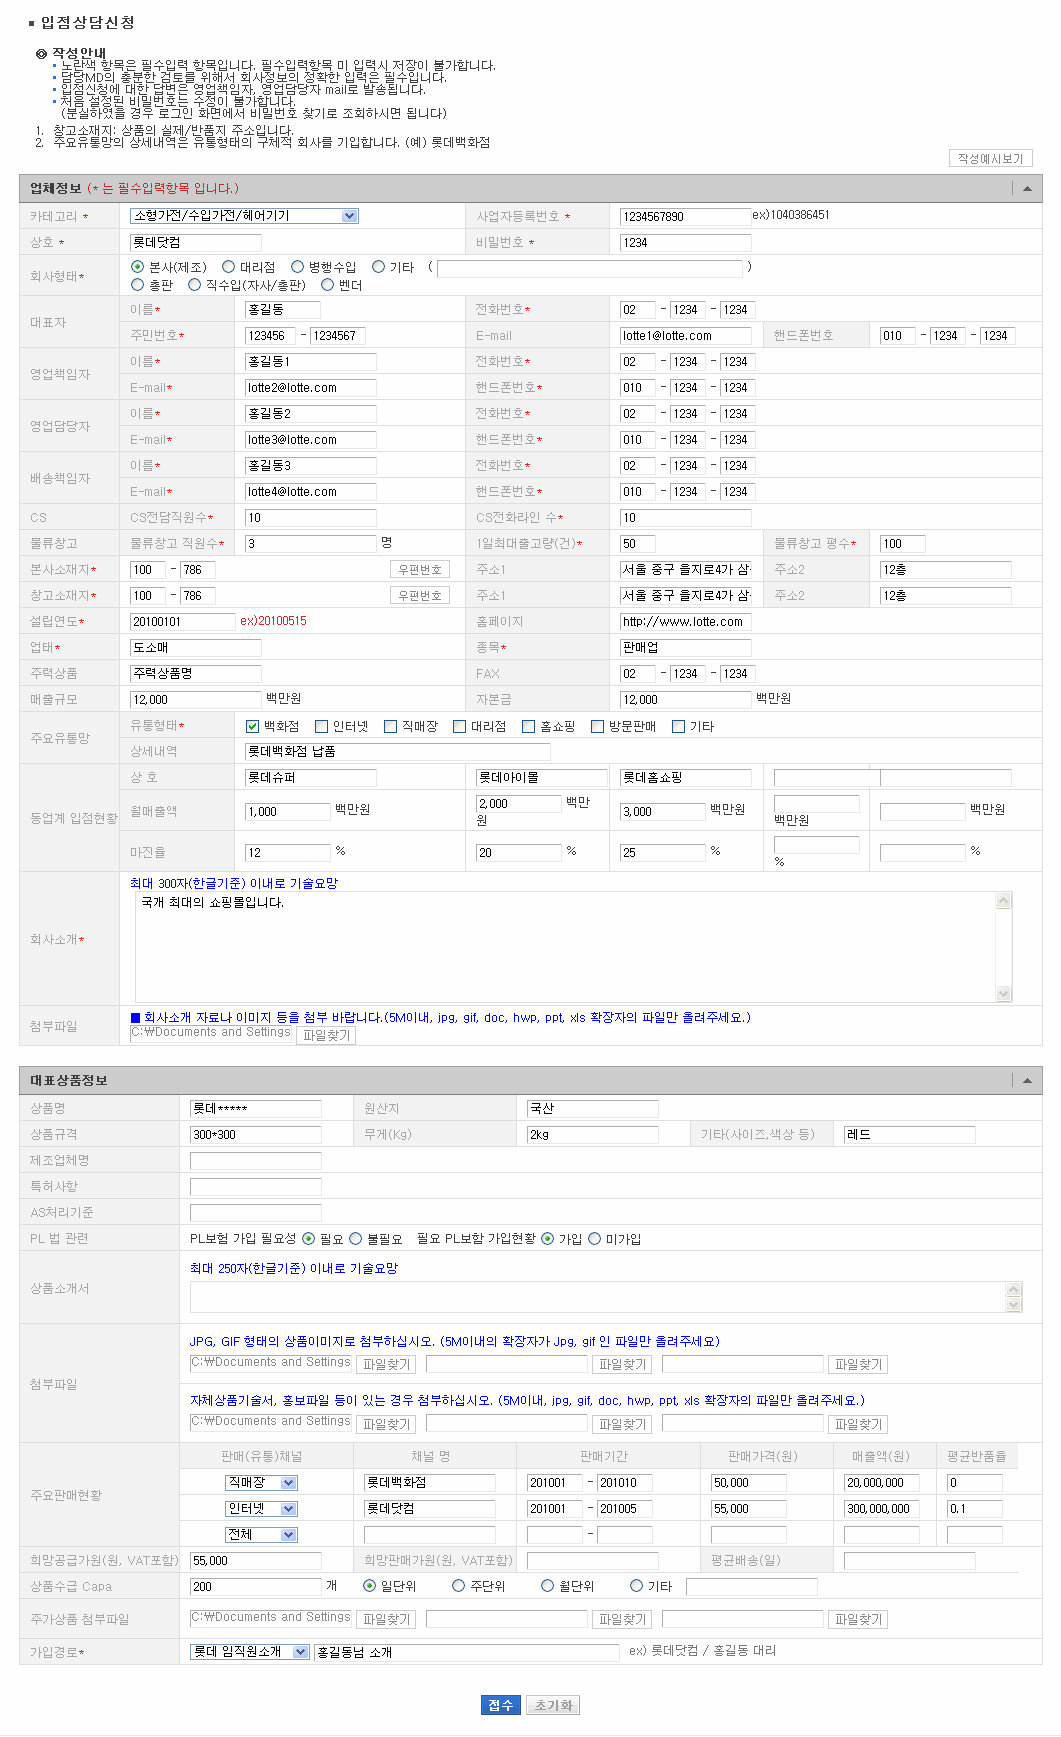 입점상담신청
작성안내
노란색 항목은 필수입력 항목입니다. 필수입력항목 미 입력시 저장이 불가합니다.
담당MD의 충분한 검토를 위해서 회사정보의 정확한 입력은 필수입니다.
입점신청에 대한 답변은 영업책임자, 영업담당자 mail로 발송됩니다.
처음 설정된 비밀번호는 수정이 불가합니다.
(분실하였을 경우 로그인 화면에서 비밀번호 찾기로 조회하시면 됩니다)
1. 창고소재지: 상품의 실제/반품지 주소입니다.
2. 주요유통망의 상세내역은 유통형태의 구체적 회사를 기입합니다. (예) 롯데백화점
작성예시보기
업체정보 (* 는 필수입력항목 입니다.)
카테고리 * 소형가전/수입가전/헤어기기 사업자등록번호 * 1234567890 ex)1040386451
상호 * 롯데닷컴 비밀번호 * 1234
회사형태* 본사(제조) 대리점 병행수입 기타 ( )
총판 직수입(자사/총판) 벤더
대표자 이름* 홍길동 전화번호* 02 - 1234 - 1234
주민번호* 123456 - 1234567 E-mail lotte1@lotte.com 핸드폰번호 010 - 1234 - 1234
영업책임자 이름* 홍길동1 전화번호* 02 - 1234 - 1234
E-mail* lotte2@lotte.com 핸드폰번호* 010 - 1234 - 1234
영업담당자 이름* 홍길동2 전화번호* 02 - 1234 - 1234
E-mail* lotte3@lotte.com 핸드폰번호* 010 - 1234 - 1234
배송책임자 이름* 홍길동3 전화번호* 02 - 1234 - 1234
E-mail* lotte4@lotte.com 핸드폰번호* 010 - 1234 - 1234
CS CS전담직원수* 10 CS전화라인 수* 10
물류창고 물류창고 직원수* 3 명 1일최대출고량(건)* 50 물류창고 평수* 100
본사소재지* 100 - 786 우편번호 주소1 서울 중구 을지로4가 삼 주소2 12층
창고소재지* 100 - 786 우편번호 주소1 서울 중구 을지로4가 삼 주소2 12층
설립연도* 20100101 ex)20100515 홈페이지 http://www.lotte.com
업태* 도소매 종목* 판매업
주력상품 주력상품명 FAX 02 - 1234 - 1234
매출규모 12,000 백만원 자본금 12,000 백만원
주요유통망 유통형태* 백화점 인터넷 직매장 대리점 홈쇼핑 방문판매 기타
상세내역 롯데백화점 납품
동업계 입점현황 상 호 롯데슈퍼 롯데아이몰 롯데홈쇼핑
월매출액 1,000 백만원 2,000 백만원 3,000 백만원 백만원 백만원
마진율 12 % 20 % 25 % % %
회사소개* 최대 300자(한글기준) 이내로 기술요망
국개 최대의 쇼핑몰입니다.
첨부파일 ■ 회사소개 자료나 이미지 등을 첨부 바랍니다.(5M이내, jpg, gif, doc, hwp, ppt, xls 확장자의 파일만 올려주세요.)
C:₩Documents and Settings 파일찾기
대표상품정보
상품명 롯데***** 원산지 국산
상품규격 300*300 무게(Kg) 2kg 기타(사이즈,색상 등) 레드
제조업체명
특허사항
AS처리기준
PL 법 관련 PL보험 가입 필요성 필요 불필요 필요 PL보함 가입현황 가입 미가입
상품소개서 최대 250자(한글기준) 이내로 기술요망
첨부파일 JPG, GIF 형태의 상품이미지로 첨부하십시오. (5M이내의 확장자가 Jpg, gif 인 파일만 올려주세요)
C:₩Documents and Settings 파일찾기 파일찾기 파일찾기
자체상품기술서, 홍보파일 등이 있는 경우 첨부하십시오. (5M이내, jpg, gif, doc, hwp, ppt, xls 확장자의 파일만 올려주세요.)
C:₩Documents and Settings 파일찾기 파일찾기 파일찾기
주요판매현황 판매(유통)채널 채널 명 판매기간 판매가격(원) 매출액(원) 평균반품율
직매장 롯데백화점 201001 - 201010 50,000 20,000,000 0
인터넷 롯데닷컴 201001 - 201005 55,000 300,000,000 0.1
전체 -
희망공급가원(원, VAT포함) 55,000 희망판매가원(원, VAT포함) 평균배송(일)
상품수급 Capa 200 개 일단위 주단위 월단위 기타
추가상품 첨부파일 C:₩Documents and Settings 파일찾기 파일찾기 파일찾기
가입경로* 롯데 임직원소개 홍길동님 소개 ex) 롯데닷컴 / 홍길동 대리
접수 초기화